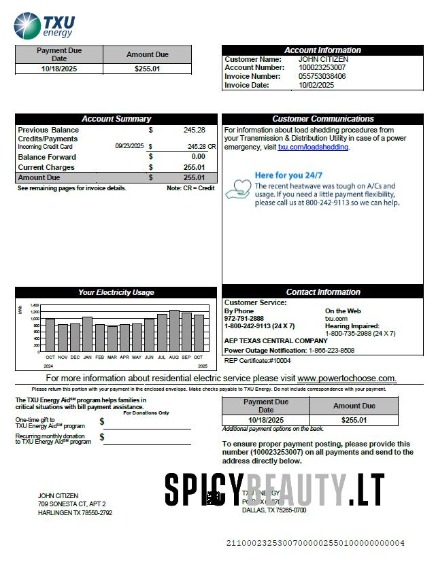 TXU
energy
Payment Due Date
Amount Due
10/18/2025
$255.01
Account Information
Customer Name: JOHN CITIZEN
Account Number: 100023253007
Invoice Number: 055753038406
Invoice Date: 10/02/2025
Account Summary
Previous Balance $ 245.28
Credits/Payments
Incoming Credit Card 09/23/2025 $ 245.28 CR
Balance Forward $ 0.00
Current Charges $ 255.01
Amount Due $ 255.01
See remaining pages for invoice details. Note: CR = Credit
Customer Communications
For information about load shedding procedures from
your Transmission & Distribution Utility in case of a power
emergency, visit txu.com/loadshedding.
Here for you 24/7
The recent heatwave was tough on A/Cs and
usage. If you need a little payment flexibility,
please call us at 800-242-9113 so we can help.
Your Electricity Usage
kWh
1,400
1,200
1,000
800
600
400
200
0
OCT NOV DEC JAN FEB MAR APR MAY JUN JUL AUG SEP OCT
2024 2025
Contact Information
Customer Service:
By Phone On the Web
972-791-2888 txu.com
1-800-242-9113 (24 X 7) Hearing Impaired:
1-800-735-2988 (24 X 7)
AEP TEXAS CENTRAL COMPANY
Power Outage Notification: 1-866-223-8508
REP Certificate:#10004
For more information about residential electric service please visit www.powertochoose.com.
Please return this portion with your payment in the enclosed envelope. Make checks payable to TXU Energy. Do not include correspondence with your payment.
The TXU Energy Aid℠ program helps families in
critical situations with bill payment assistance.
For Donations Only
One-time gift to
TXU Energy Aid℠ program $
Recurring monthly donation
to TXU Energy Aid℠ program $
Payment Due Date
Amount Due
10/18/2025
$255.01
Additional payment options on the back.
To ensure proper payment posting, please provide this
number (100023253007) on all payments and send to the
address directly below.
SPICYBEAUTY.LT
JOHN CITIZEN
709 SONESTA CT, APT 2
HARLINGEN TX 78550-2792
TXU ENERGY
DALLAS, TX 75265-0700